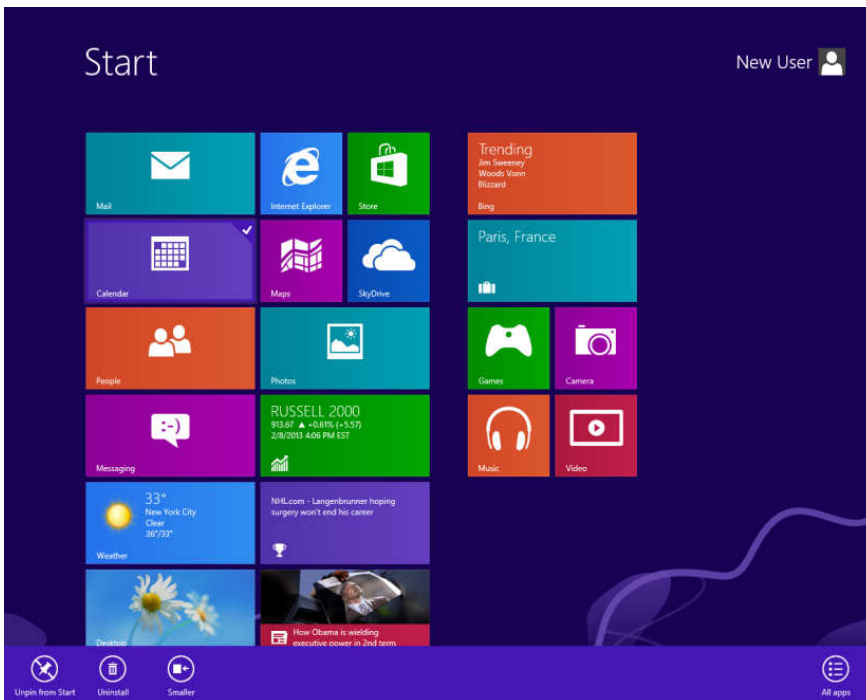 Start
New User
Mail
Internet Explorer
Store
Trending
Jim Sweeney
Woods Vonn
Blizzard
Bing
Calendar
Maps
SkyDrive
Paris, France
People
Photos
Games
Camera
Messaging
:-)
RUSSELL 2000
913.67 ▲ +0.61% (+5.57)
2/8/2013 4:06 PM EST
Music
Video
33°
New York City
Clear
36°/33°
Weather
NHL.com - Langenbrunner hoping
surgery won't end his career
Desktop
How Obama is wielding
executive power in 2nd term
Unpin from Start
Uninstall
Smaller
All apps